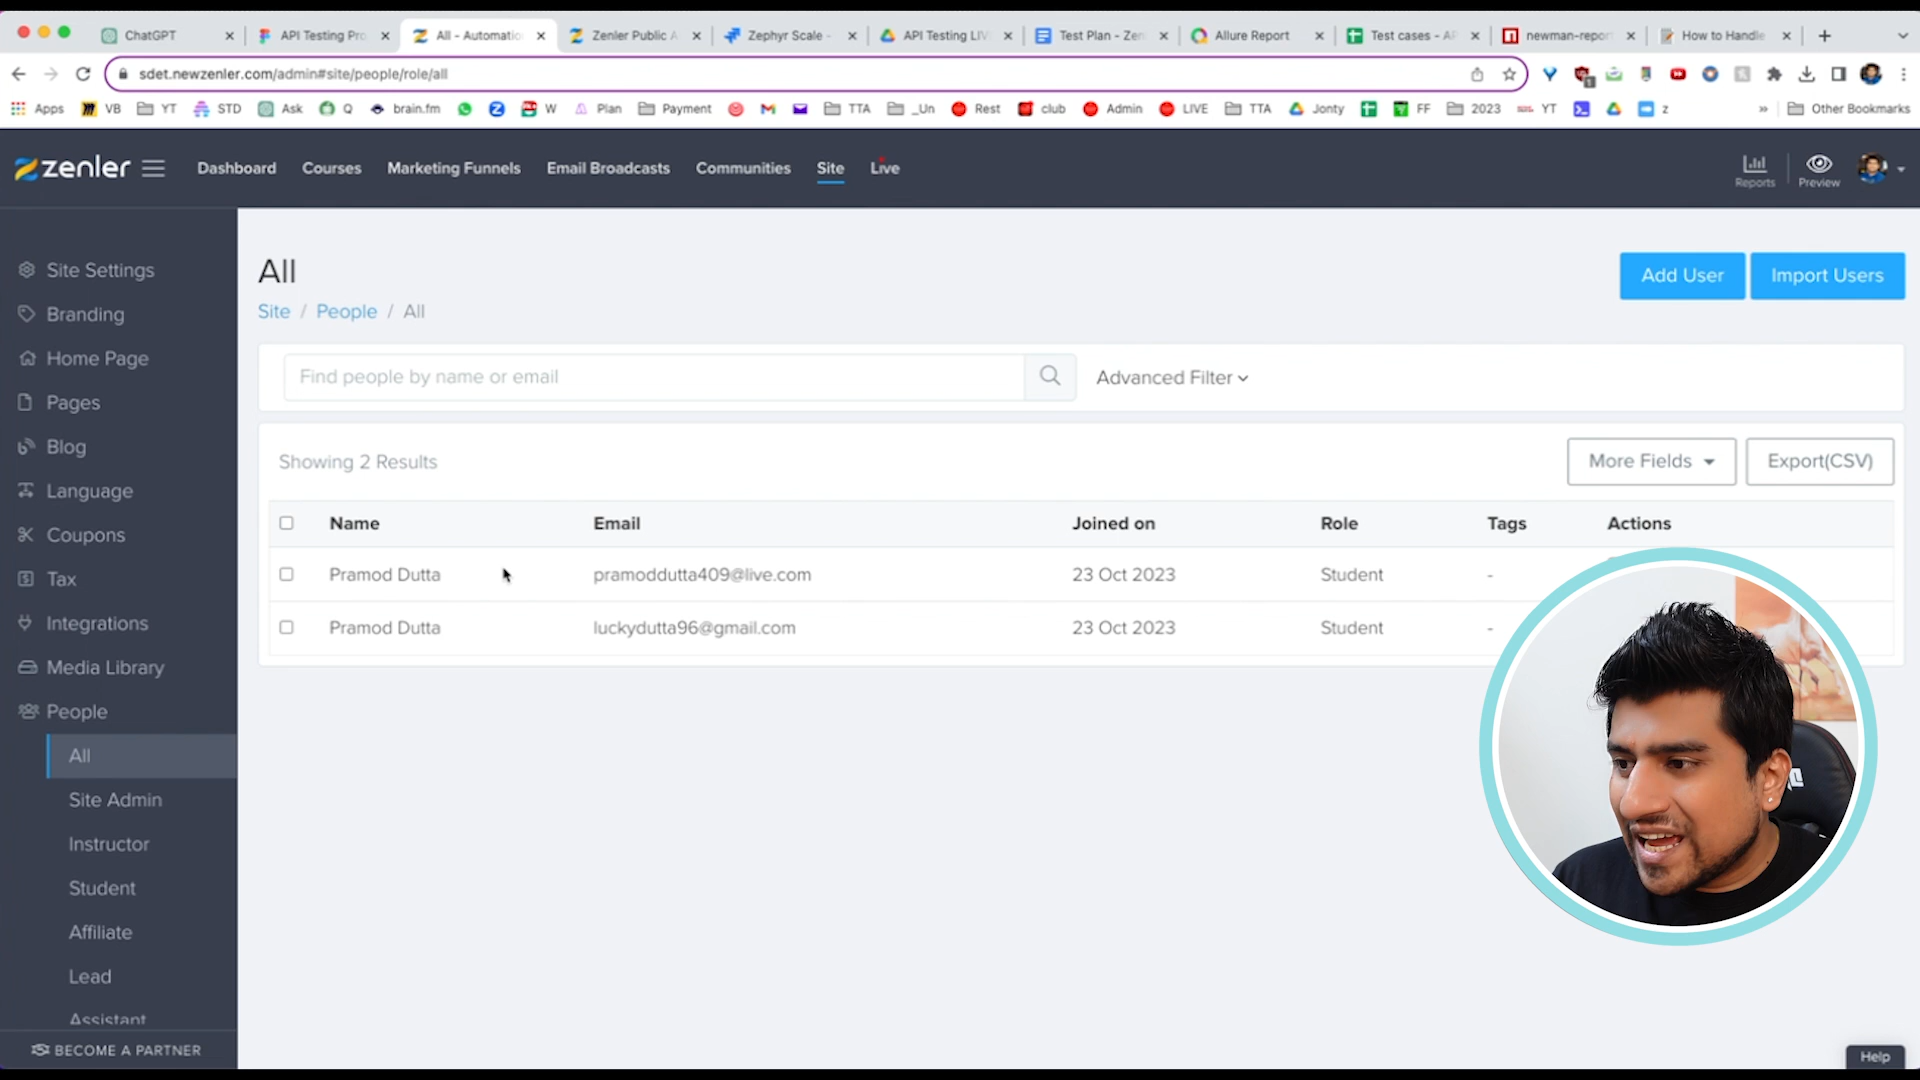 ChatGPT
API Testing Pro
All - Automatio
Zenler Public A
Zephyr Scale -
API Testing LIV
Test Plan - Zen
Allure Report
Test cases - AP
newman-repor
How to Handle
sdet.newzenler.com/admin#site/people/role/all
Apps VB YT STD Ask Q brain.fm W Plan Payment TTA _Un Rest club Admin LIVE TTA Jonty FF 2023 YT z » Other Bookmarks
zenler Dashboard Courses Marketing Funnels Email Broadcasts Communities Site Live Reports Preview
Site Settings
Branding
Home Page
Pages
Blog
Language
Coupons
Tax
Integrations
Media Library
People
All
Site Admin
Instructor
Student
Affiliate
Lead
Assistant
BECOME A PARTNER
All
Site / People / All
Add User Import Users
Find people by name or email
Advanced Filter
Showing 2 Results
More Fields Export(CSV)
Name Email Joined on Role Tags Actions
Pramod Dutta pramoddutta409@live.com 23 Oct 2023 Student -
Pramod Dutta luckydutta96@gmail.com 23 Oct 2023 Student -
Help